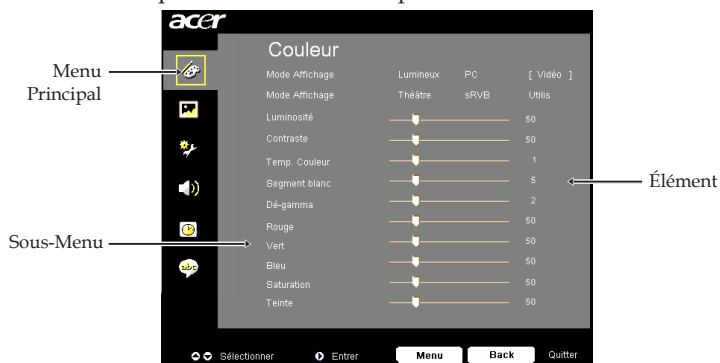 acer
Couleur
Mode Affichage Lumineux PC [ Vidéo ]
Mode Affichage Théâtre sRVB Utilis
Luminosité 50
Contraste 50
Temp. Couleur 1
Segment blanc 5
Dé-gamma 2
Rouge 50
Vert 50
Bleu 50
Saturation 50
Teinte 50
Menu
Principal
Sous-Menu
Élément
abc
Sélectionner Entrer Menu Back Quitter